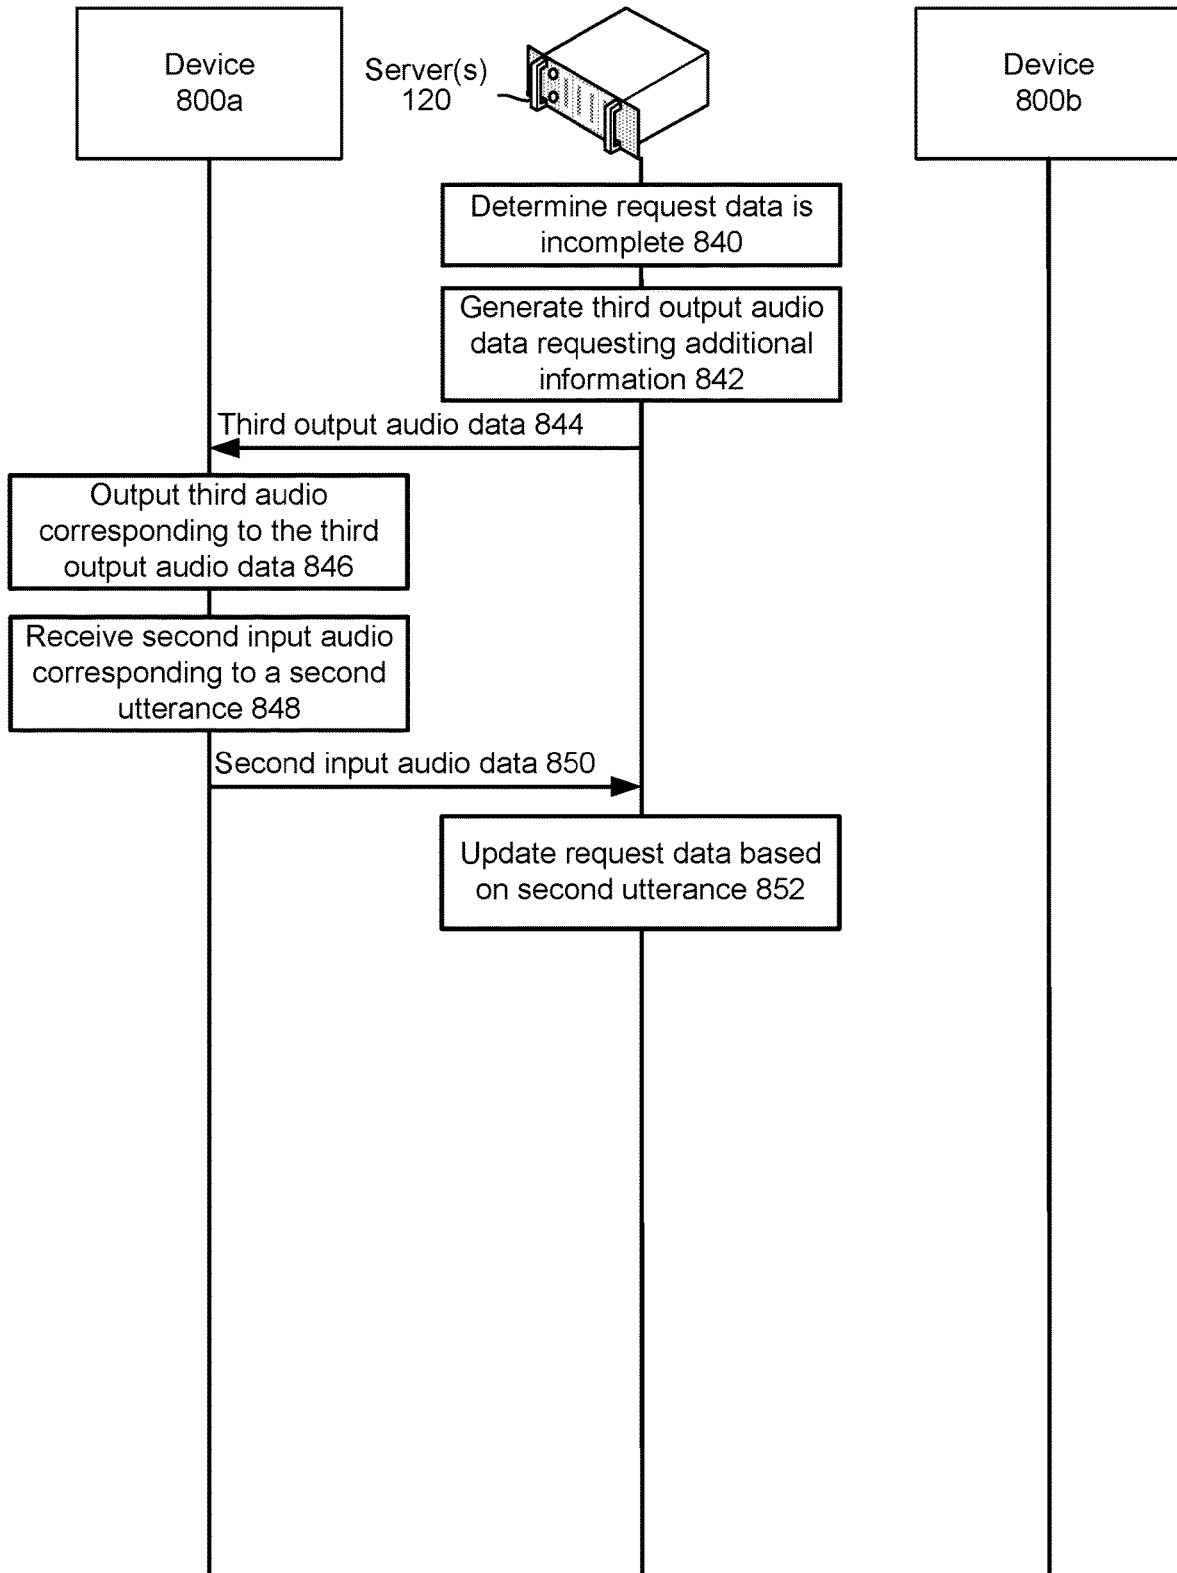 Device
800a
Server(s)
120
Device
800b
Determine request data is
incomplete 840
Generate third output audio
data requesting additional
information 842
Third output audio data 844
Output third audio
corresponding to the third
output audio data 846
Receive second input audio
corresponding to a second
utterance 848
Second input audio data 850
Update request data based
on second utterance 852